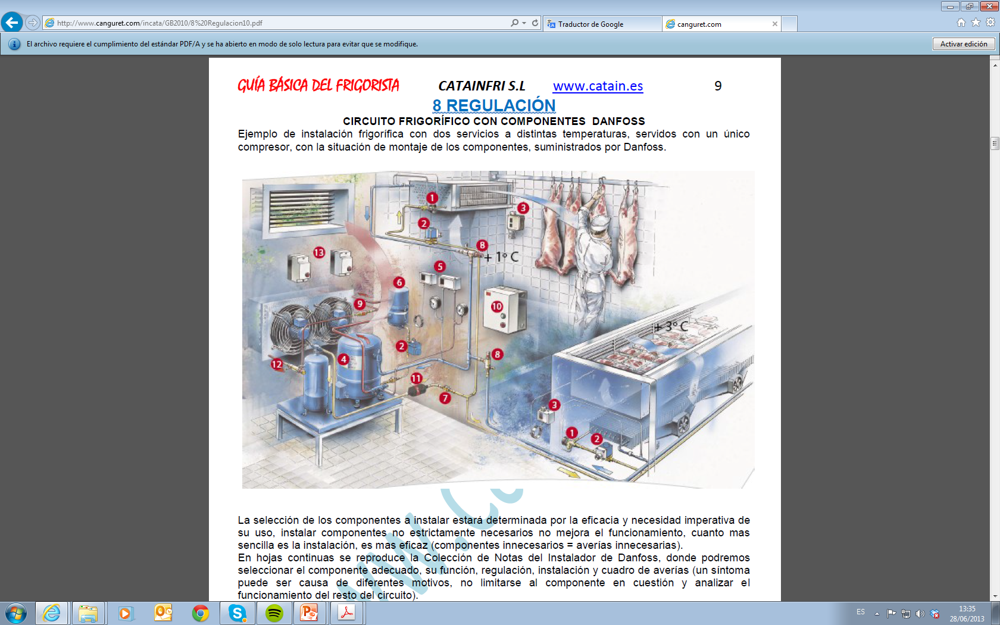 http://www.canguret.com/incata/GB2010/8%20Regulacion10.pdf
Traductor de Google
canguret.com
El archivo requiere el cumplimiento del estándar PDF/A y se ha abierto en modo de solo lectura para evitar que se modifique.
Activar edición
GUÍA BÁSICA DEL FRIGORISTA CATAINFRI S.L www.catain.es 9
8 REGULACIÓN
CIRCUITO FRIGORÍFICO CON COMPONENTES DANFOSS
Ejemplo de instalación frigorífica con dos servicios a distintas temperaturas, servidos con un único
compresor, con la situación de montaje de los componentes, suministrados por Danfoss.
1
3
2
8
+ 1º C
13
5
6
9
10
+ 3º C
2
4
8
12
11
7
3
1
2
www.Ca
La selección de los componentes a instalar estará determinada por la eficacia y necesidad imperativa de
su uso, instalar componentes no estrictamente necesarios no mejora el funcionamiento, cuanto mas
sencilla es la instalación, es mas eficaz (componentes innecesarios = averías innecesarias).
En hojas continuas se reproduce la Colección de Notas del Instalador de Danfoss, donde podremos
seleccionar el componente adecuado, su función, regulación, instalación y cuadro de averías (un síntoma
puede ser causa de diferentes motivos, no limitarse al componente en cuestión y analizar el
funcionamiento del resto del circuito).
ES
13:35
28/06/2013